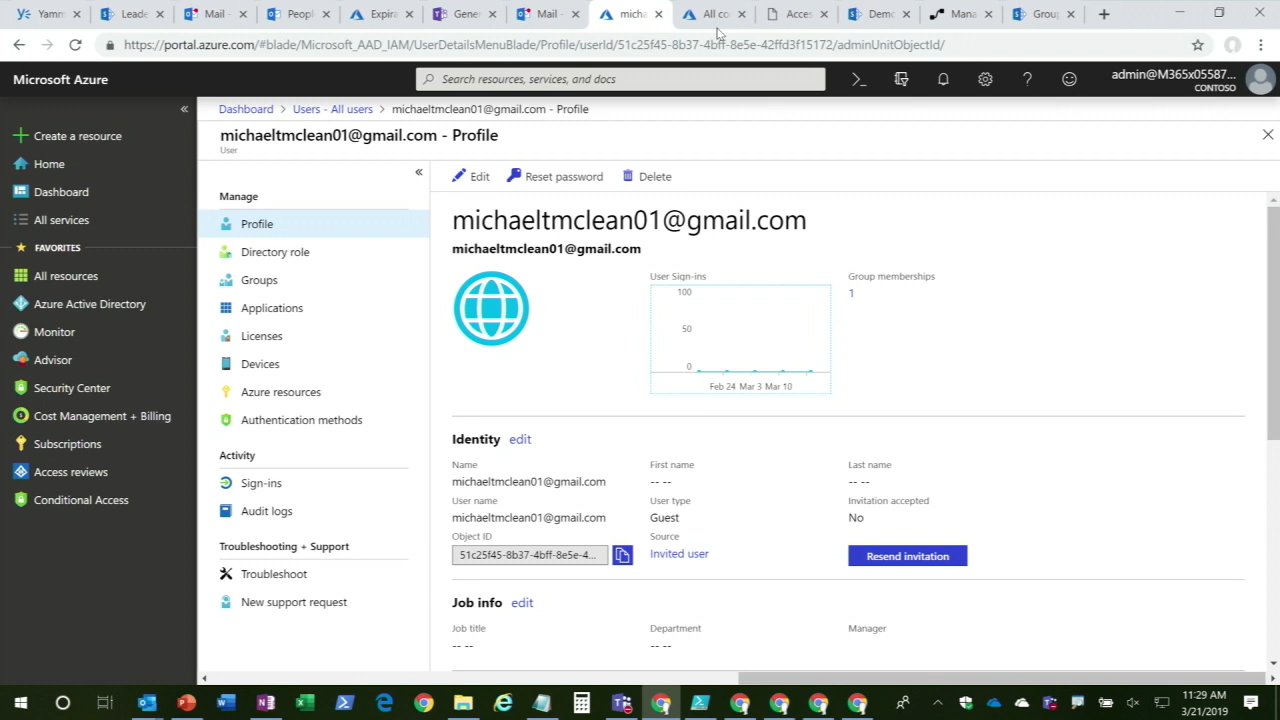 Yamm
Leade
Mail -
People
Expira
Gene
Mail -
micha
All co
Acces
Demo
Mana
Group
https://portal.azure.com/#blade/Microsoft_AAD_IAM/UserDetailsMenuBlade/Profile/userId/51c25f45-8b37-4bff-8e5e-42ffd3f15172/adminUnitObjectId/
Microsoft Azure
Search resources, services, and docs
admin@M365x05587...
CONTOSO
Create a resource
Home
Dashboard
All services
FAVORITES
All resources
Azure Active Directory
Monitor
Advisor
Security Center
Cost Management + Billing
Subscriptions
Access reviews
Conditional Access
Dashboard > Users - All users > michaeltmclean01@gmail.com - Profile
michaeltmclean01@gmail.com - Profile
User
Manage
Profile
Directory role
Groups
Applications
Licenses
Devices
Azure resources
Authentication methods
Activity
Sign-ins
Audit logs
Troubleshooting + Support
Troubleshoot
New support request
Edit
Reset password
Delete
michaeltmclean01@gmail.com
michaeltmclean01@gmail.com
User Sign-ins
100
50
0
Feb 24 Mar 3 Mar 10
Group memberships
1
Identity edit
Name
michaeltmclean01@gmail.com
First name
-- --
Last name
-- --
User name
michaeltmclean01@gmail.com
User type
Guest
Invitation accepted
No
Object ID
51c25f45-8b37-4bff-8e5e-4...
Source
Invited user
Resend invitation
Job info edit
Job title
-- --
Department
-- --
Manager
11:29 AM
3/21/2019